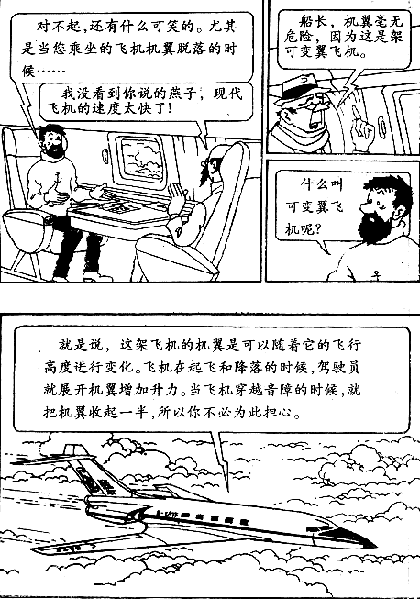 对不起,还有什么可笑的。尤其
是当您乘坐的飞机机翼脱落的时
候……
我没看到你说的燕子,现代
飞机的速度太快了!
船长,机翼毫无
危险,因为这是架
可变翼飞机。
什么叫
可变翼飞
机呢?
就是说,这架飞机的机翼是可以随着它的飞行
高度进行变化。飞机在起飞和降落的时候,驾驶员
就展开机翼增加升力。当飞机穿越音障的时候,就
把机翼收起一半,所以你不必为此担心。